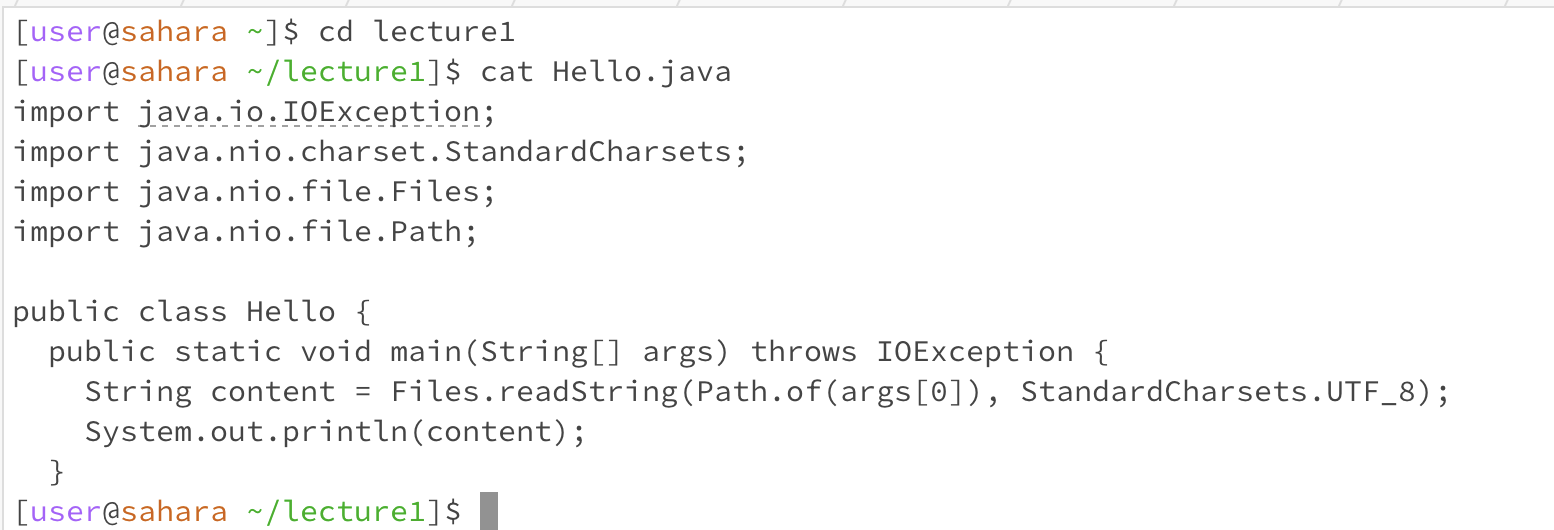 [user@sahara ~]$ cd lecture1
[user@sahara ~/lecture1]$ cat Hello.java
import java.io.IOException;
import java.nio.charset.StandardCharsets;
import java.nio.file.Files;
import java.nio.file.Path;

public class Hello {
  public static void main(String[] args) throws IOException {
    String content = Files.readString(Path.of(args[0]), StandardCharsets.UTF_8);
    System.out.println(content);
  }
[user@sahara ~/lecture1]$